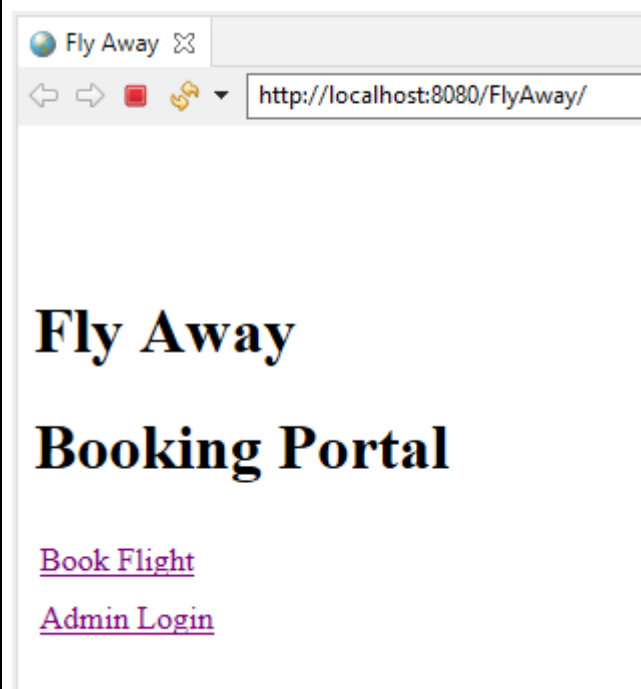 Fly Away
http://localhost:8080/FlyAway/
Fly Away
Booking Portal
Book Flight
Admin Login